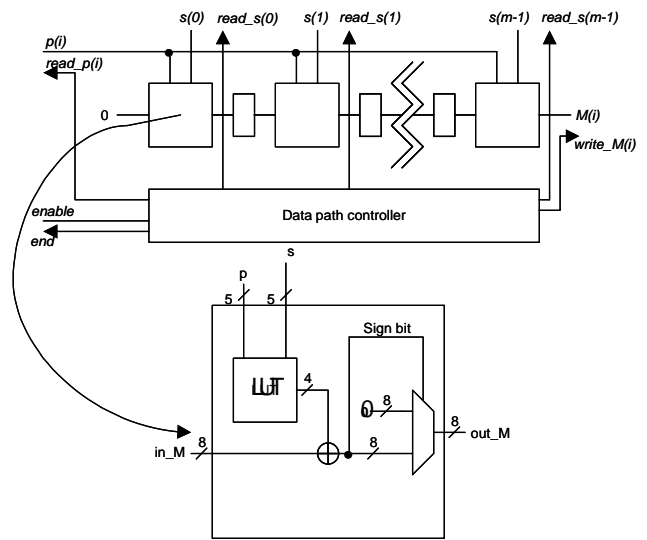 s(0) read_s(0) s(1) read_s(1) s(m-1) read_s(m-1)
p(i)
read_p(i)
0 M(i)
write_M(i)
enable
Data path controller
end
s
p
5 5
Sign bit
LUT
4
0 8
8 out_M
in_M 8 8